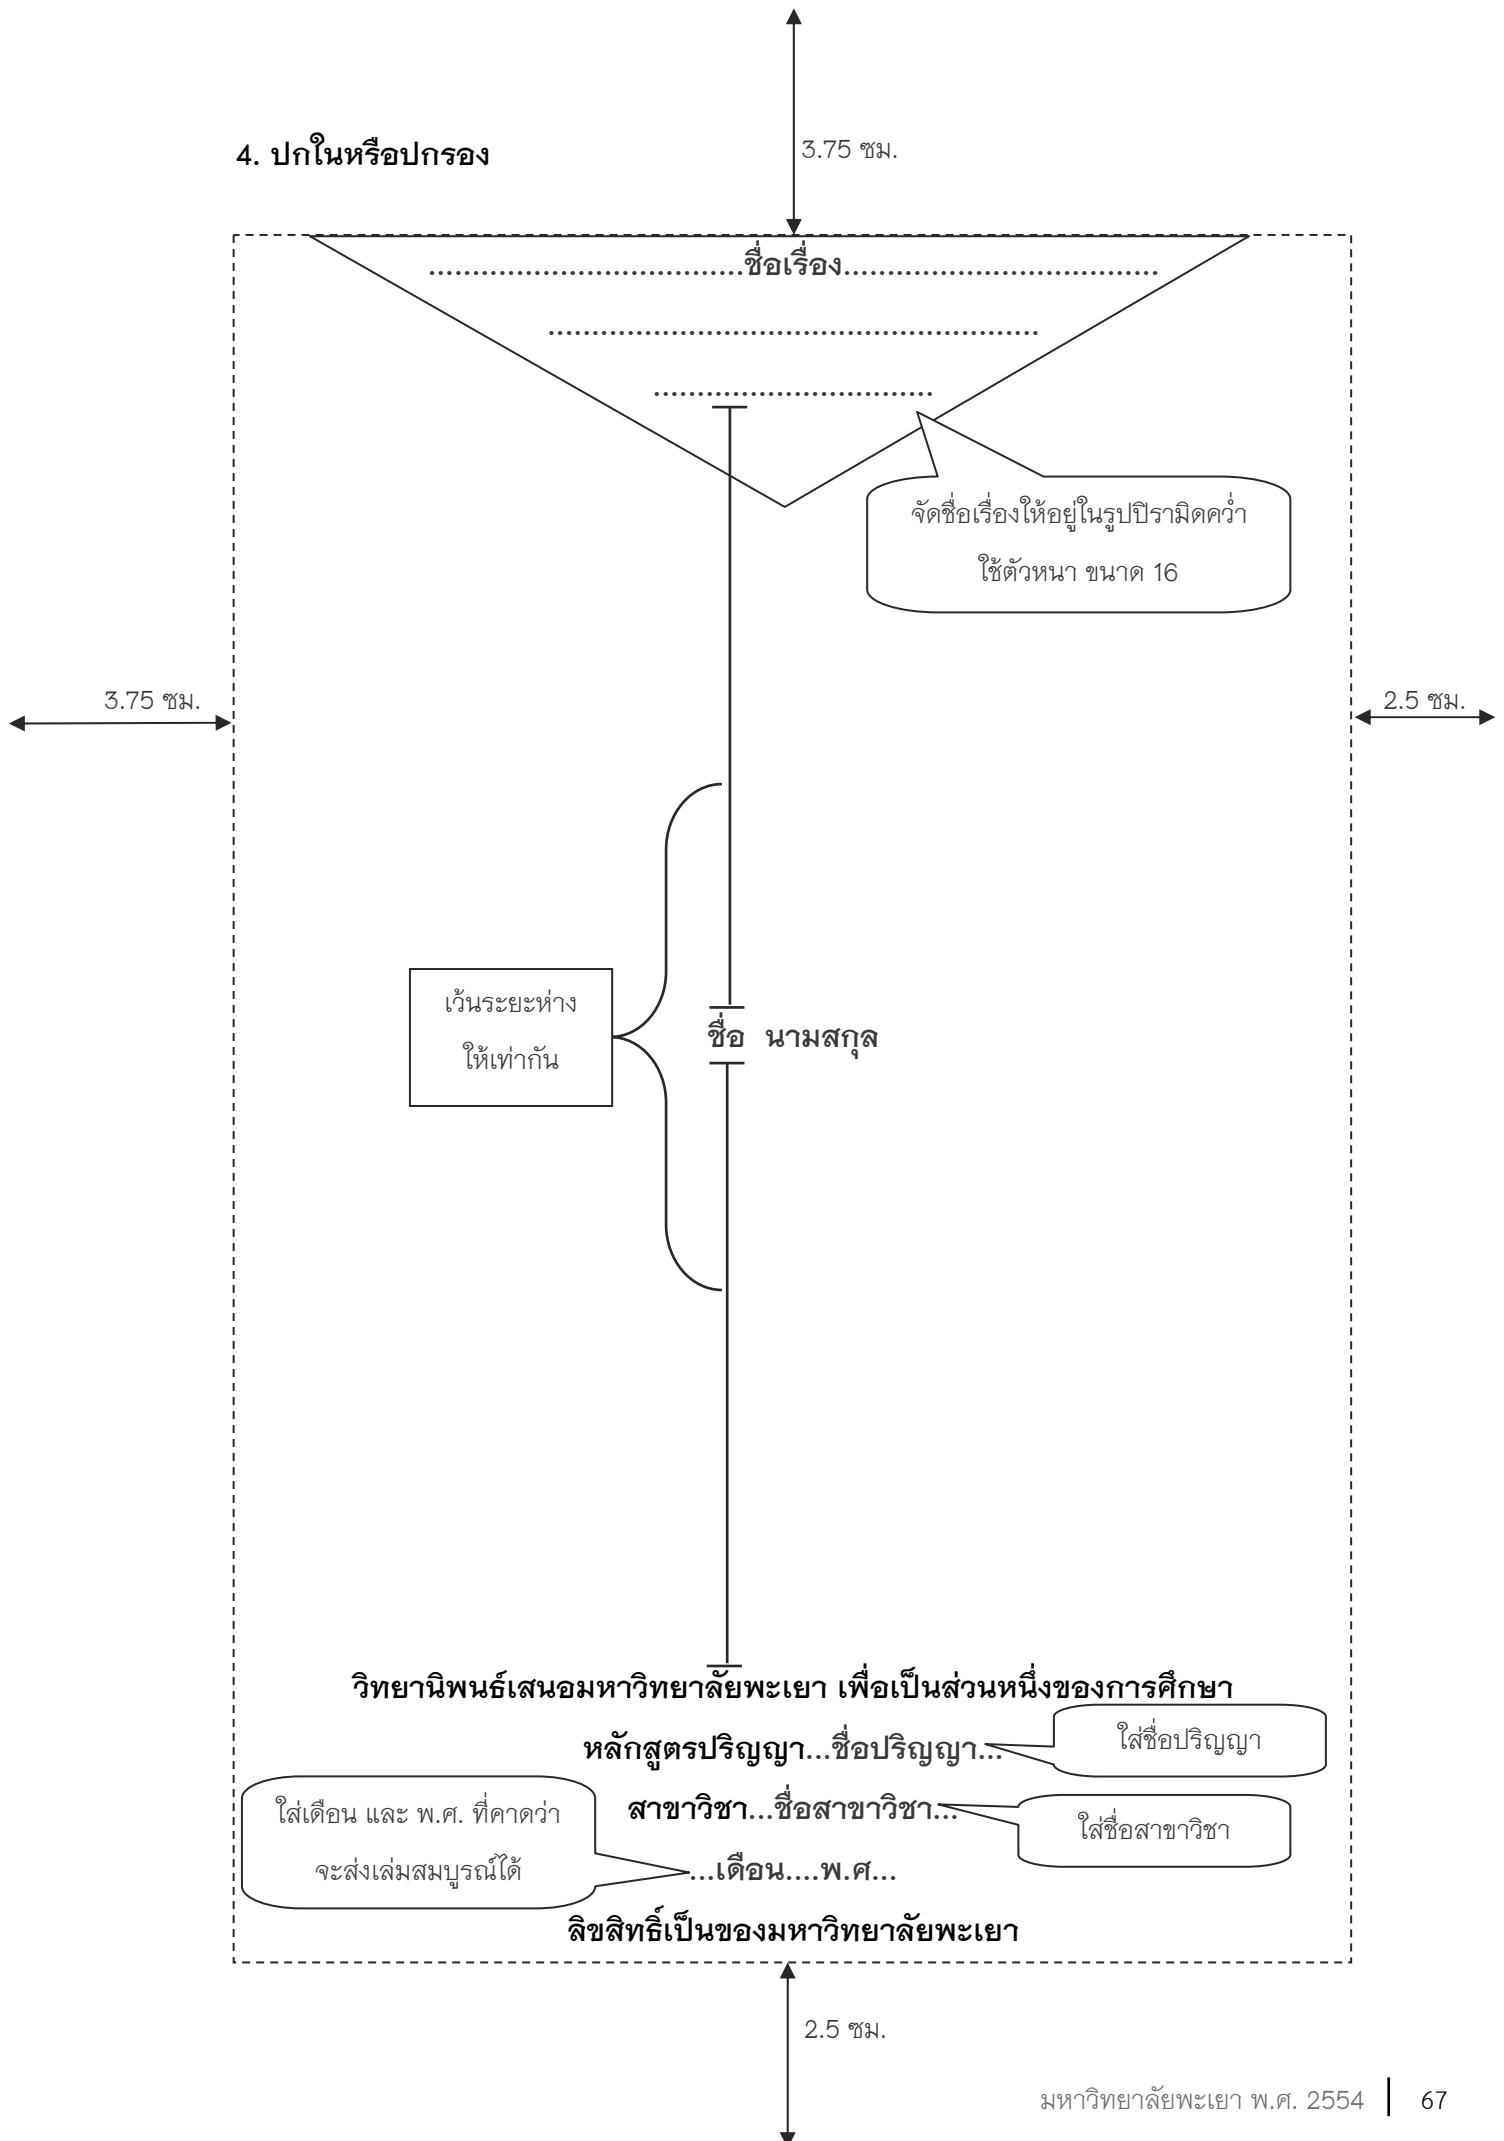 3.75 ซม.
4. ปกในหรือปกรอง
....................................ชื่อเรื่อง....................................
........................................................
................................
จัดชื่อเรื่องให้อยู่ในรูปปิรามิดคว่ำ
ใช้ตัวหนา ขนาด 16
3.75 ซม.
2.5 ซม.
เว้นระยะห่าง
ให้เท่ากัน
ชื่อ นามสกุล
วิทยานิพนธ์เสนอมหาวิทยาลัยพะเยา เพื่อเป็นส่วนหนึ่งของการศึกษา
หลักสูตรปริญญา...ชื่อปริญญา...
ใส่ชื่อปริญญา
สาขาวิชา...ชื่อสาขาวิชา...
ใส่ชื่อสาขาวิชา
ใส่เดือน และ พ.ศ. ที่คาดว่า
จะส่งเล่มสมบูรณ์ได้
...เดือน....พ.ศ...
ลิขสิทธิ์เป็นของมหาวิทยาลัยพะเยา
2.5 ซม.
มหาวิทยาลัยพะเยา พ.ศ. 2554 67